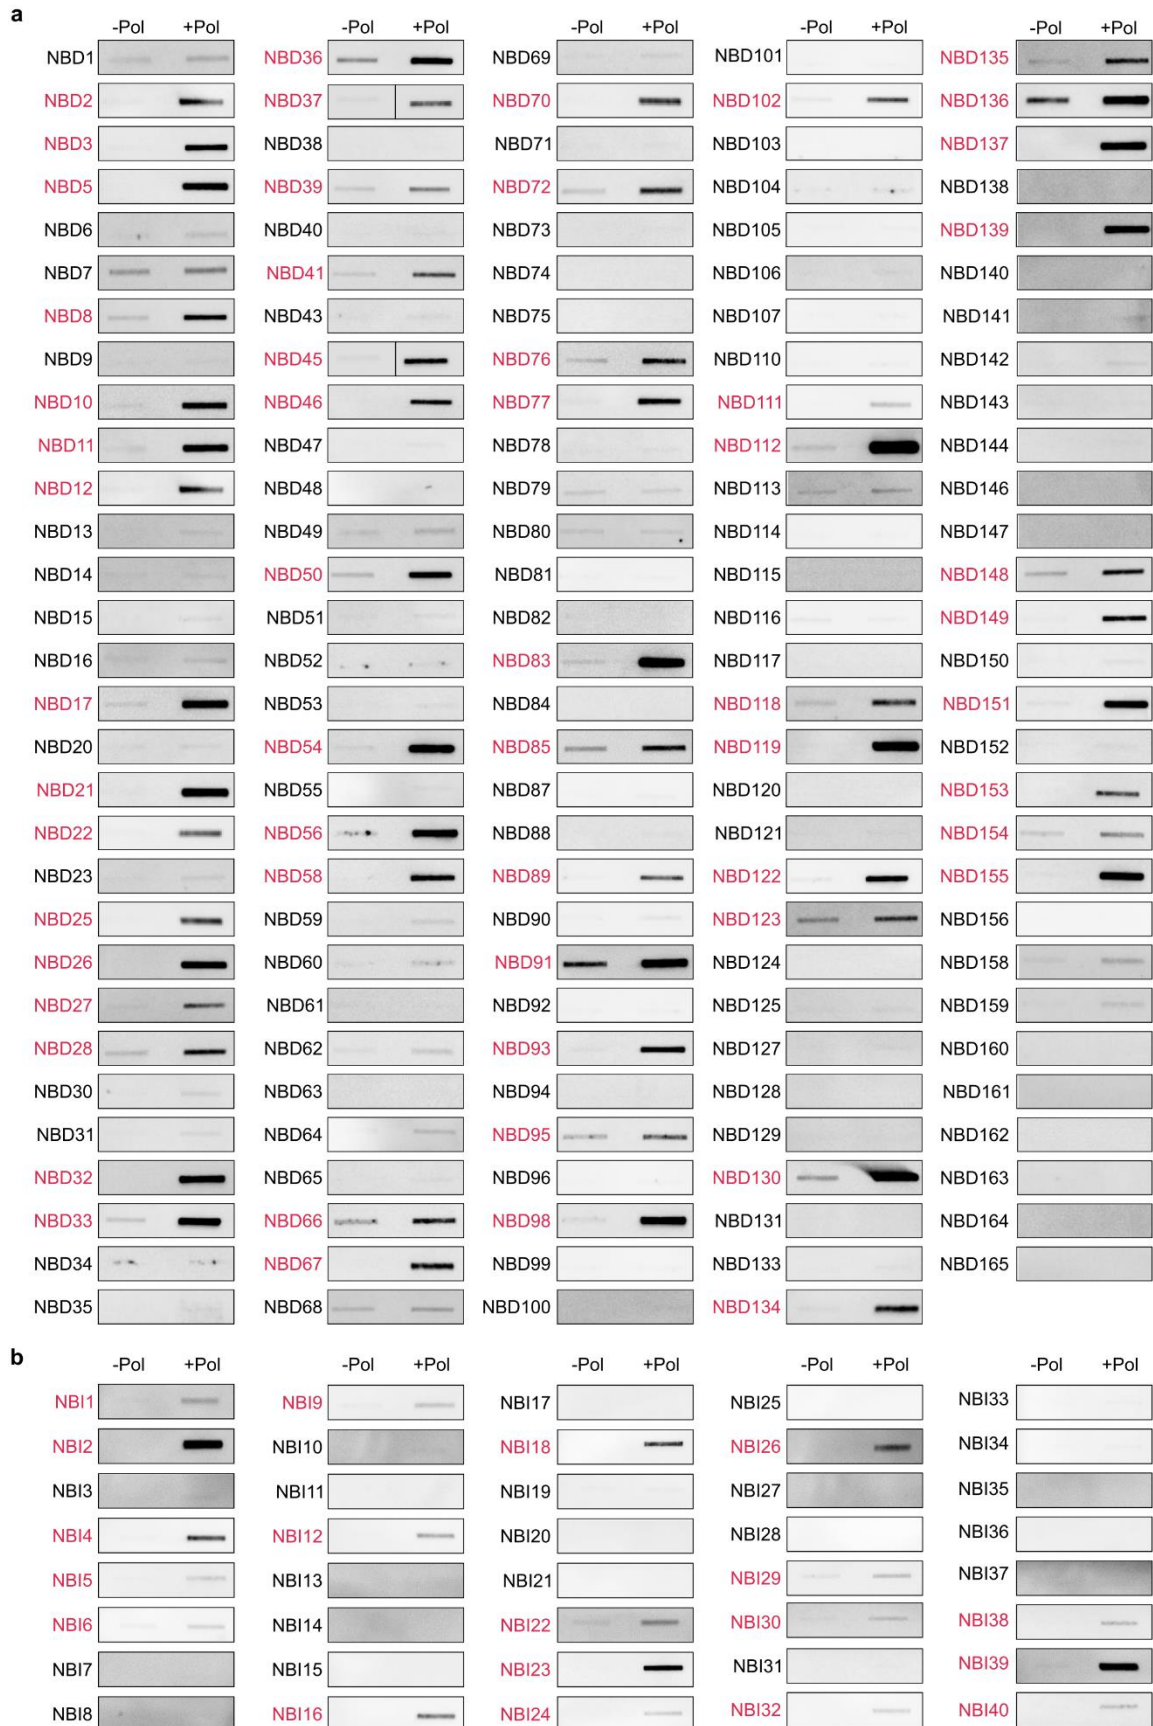 a
-Pol +Pol -Pol +Pol -Pol +Pol -Pol +Pol -Pol +Pol
NBD1 NBD36 NBD69 NBD101 NBD135
NBD2 NBD37 NBD70 NBD102 NBD136
NBD3 NBD38 NBD71 NBD103 NBD137
NBD5 NBD39 NBD72 NBD104 NBD138
NBD6 NBD40 NBD73 NBD105 NBD139
NBD7 NBD41 NBD74 NBD106 NBD140
NBD8 NBD43 NBD75 NBD107 NBD141
NBD9 NBD45 NBD76 NBD110 NBD142
NBD10 NBD46 NBD77 NBD111 NBD143
NBD11 NBD47 NBD78 NBD112 NBD144
NBD12 NBD48 NBD79 NBD113 NBD146
NBD13 NBD49 NBD80 NBD114 NBD147
NBD14 NBD50 NBD81 NBD115 NBD148
NBD15 NBD51 NBD82 NBD116 NBD149
NBD16 NBD52 NBD83 NBD117 NBD150
NBD17 NBD53 NBD84 NBD118 NBD151
NBD20 NBD54 NBD85 NBD119 NBD152
NBD21 NBD55 NBD87 NBD120 NBD153
NBD22 NBD56 NBD88 NBD121 NBD154
NBD23 NBD58 NBD89 NBD122 NBD155
NBD25 NBD59 NBD90 NBD123 NBD156
NBD26 NBD60 NBD91 NBD124 NBD158
NBD27 NBD61 NBD92 NBD125 NBD159
NBD28 NBD62 NBD93 NBD127 NBD160
NBD30 NBD63 NBD94 NBD128 NBD161
NBD31 NBD64 NBD95 NBD129 NBD162
NBD32 NBD65 NBD96 NBD130 NBD163
NBD33 NBD66 NBD98 NBD131 NBD164
NBD34 NBD67 NBD99 NBD133 NBD165
NBD35 NBD68 NBD100 NBD134
b
-Pol +Pol -Pol +Pol -Pol +Pol -Pol +Pol -Pol +Pol
NBI1 NBI9 NBI17 NBI25 NBI33
NBI2 NBI10 NBI18 NBI26 NBI34
NBI3 NBI11 NBI19 NBI27 NBI35
NBI4 NBI12 NBI20 NBI28 NBI36
NBI5 NBI13 NBI21 NBI29 NBI37
NBI6 NBI14 NBI22 NBI30 NBI38
NBI7 NBI15 NBI23 NBI31 NBI39
NBI8 NBI16 NBI24 NBI32 NBI40